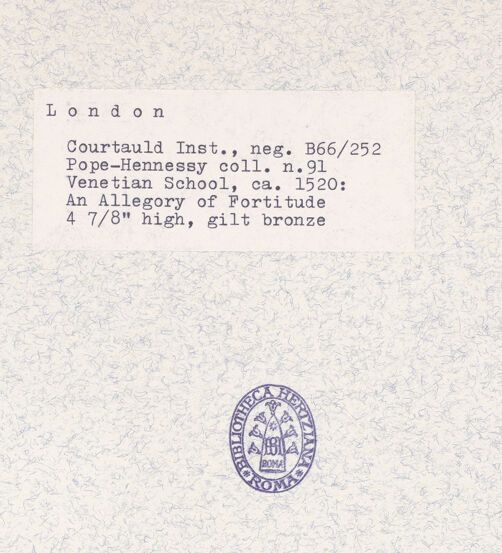 L o n d o n
Courtauld Inst., neg. B66/252
Pope-Hennessy coll. n.91
Venetian School, ca. 1520:
An Allegory of Fortitude
4 7/8" high, gilt bronze
BIBLIOTHECA HERTZIANA
ROMA
*ROMA*